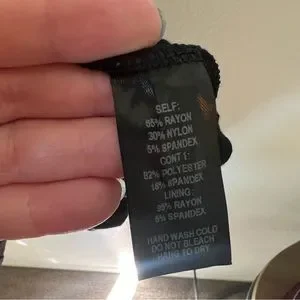 SELF:
65% RAYON
30% NYLON
5% SPANDEX
CONT 1:
82% POLYESTER
18% SPANDEX
LINING:
95% RAYON
5% SPANDEX
HAND WASH COLD
DO NOT BLEACH
HANG TO DRY